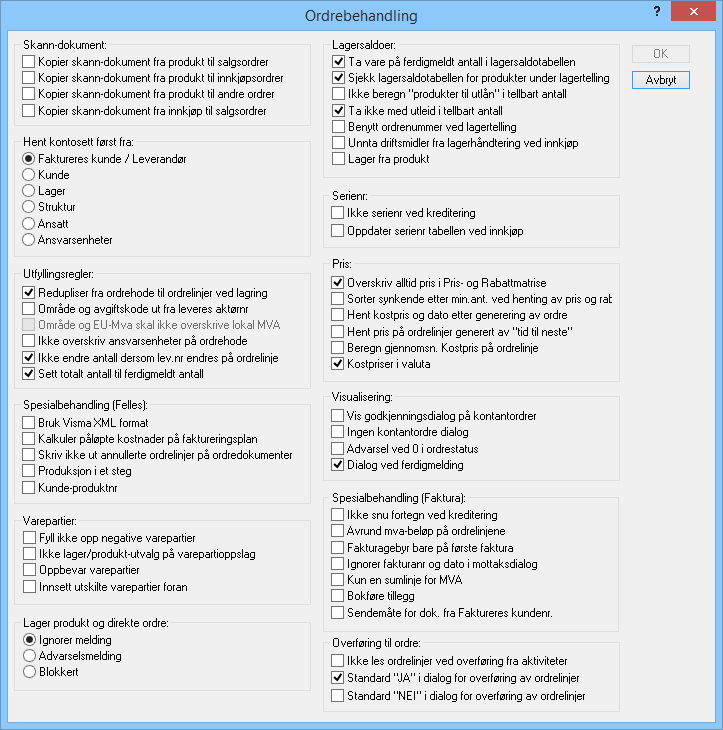 Ordrebehandling
?
Skann-dokument:
Kopier skann-dokument fra produkt til salgsordrer
Kopier skann-dokument fra produkt til innkjøpsordrer
Kopier skann-dokument fra produkt til andre ordrer
Kopier skann-dokument fra innkjøp til salgsordrer
Hent kontosett først fra:
Faktureres kunde / Leverandør
Kunde
Lager
Struktur
Ansatt
Ansvarsenheter
Utfyllingsregler:
Redupliser fra ordrehode til ordrelinjer ved lagring
Område og avgiftskode ut fra leveres aktørnr
Område og EU-Mva skal ikke overskrive lokal MVA
Ikke overskriv ansvarsenheter på ordrehode
Ikke endre antall dersom lev.nr endres på ordrelinje
Sett totalt antall til ferdigmeldt antall
Spesialbehandling (Felles):
Bruk Visma XML format
Kalkuler påløpte kostnader på faktureringsplan
Skriv ikke ut annullerte ordrelinjer på ordredokumenter
Produksjon i et steg
Kunde-produktnr
Varepartier:
Fyll ikke opp negative varepartier
Ikke lager/produkt-utvalg på varepartioppslag
Oppbevar varepartier
Innsett utskilte varepartier foran
Lager produkt og direkte ordre:
Ignorer melding
Advarselsmelding
Blokkert
Lagersaldoer:
Ta vare på ferdigmeldt antall i lagersaldotabellen
Sjekk lagersaldotabellen for produkter under lagertelling
Ikke beregn "produkter til utlån" i tellbart antall
Ta ikke med utleid i tellbart antall
Benytt ordrenummer ved lagertelling
Unnta driftsmidler fra lagerhåndtering ved innkjøp
Lager fra produkt
Serienr:
Ikke serienr ved kreditering
Oppdater serienr tabellen ved innkjøp
Pris:
Overskriv alltid pris i Pris- og Rabattmatrise
Sorter synkende etter min.ant. ved henting av pris og rab
Hent kostpris og dato etter generering av ordre
Hent pris på ordrelinjer generert av "tid til neste"
Beregn gjennomsn. Kostpris på ordrelinje
Kostpriser i valuta
Visualisering:
Vis godkjenningsdialog på kontantordrer
Ingen kontantordre dialog
Advarsel ved 0 i ordrestatus
Dialog ved ferdigmelding
Spesialbehandling (Faktura):
Ikke snu fortegn ved kreditering
Avrund mva-beløp på ordrelinjene
Fakturagebyr bare på første faktura
Ignorer fakturanr og dato i mottaksdialog
Kun en sumlinje for MVA
Bokføre tillegg
Sendemåte for dok. fra Faktureres kundenr.
Overføring til ordre:
Ikke les ordrelinjer ved overføring fra aktiviteter
Standard "JA" i dialog for overføring av ordrelinjer
Standard "NEI" i dialog for overføring av ordrelinjer
OK
Avbryt